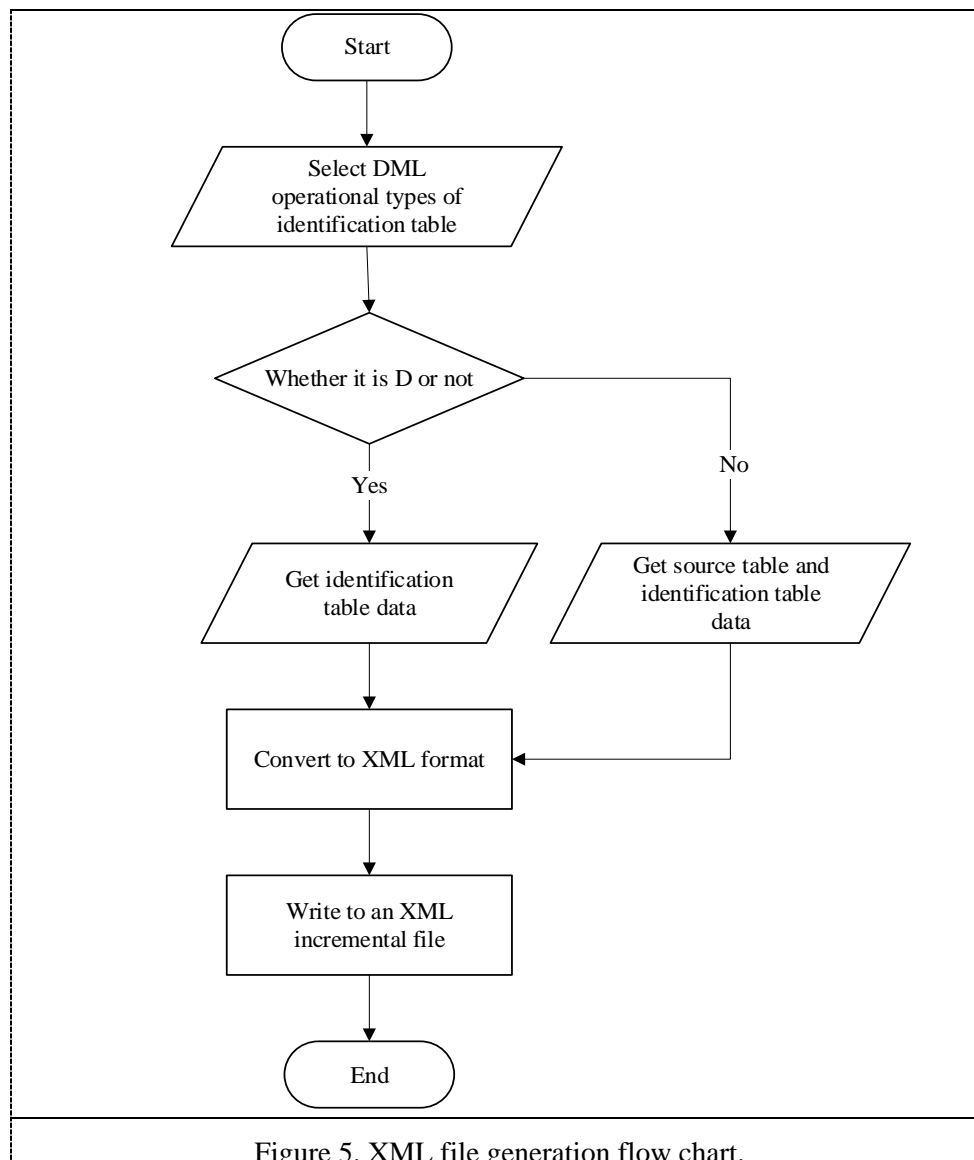 Start
Select DML
operational types of
identification table
Whether it is D or not
Yes
No
Get identification
table data
Get source table and
identification table
data
Convert to XML format
Write to an XML
incremental file
End
Figure 5. XML file generation flow chart.